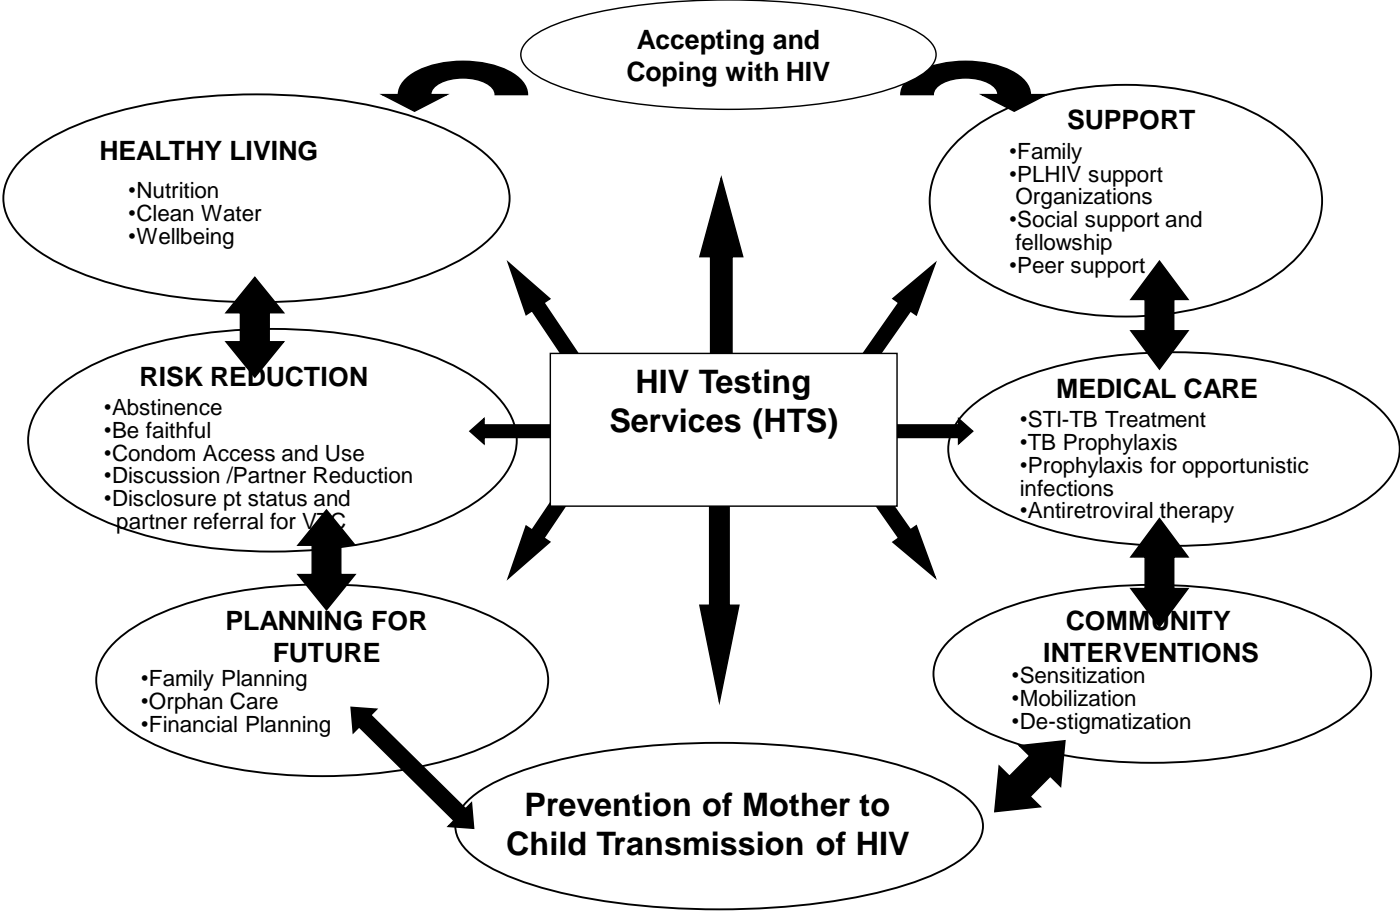 Accepting and
Coping with HIV
HEALTHY LIVING
•Nutrition
•Clean Water
•Wellbeing
SUPPORT
•Family
•PLHIV support
Organizations
•Social support and
fellowship
•Peer support
HIV Testing
Services (HTS)
RISK REDUCTION
•Abstinence
•Be faithful
•Condom Access and Use
•Discussion /Partner Reduction
•Disclosure pt status and
partner referral for VTC
MEDICAL CARE
•STI-TB Treatment
•TB Prophylaxis
•Prophylaxis for opportunistic
infections
•Antiretroviral therapy
PLANNING FOR
FUTURE
•Family Planning
•Orphan Care
•Financial Planning
COMMUNITY
INTERVENTIONS
•Sensitization
•Mobilization
•De-stigmatization
Prevention of Mother to
Child Transmission of HIV